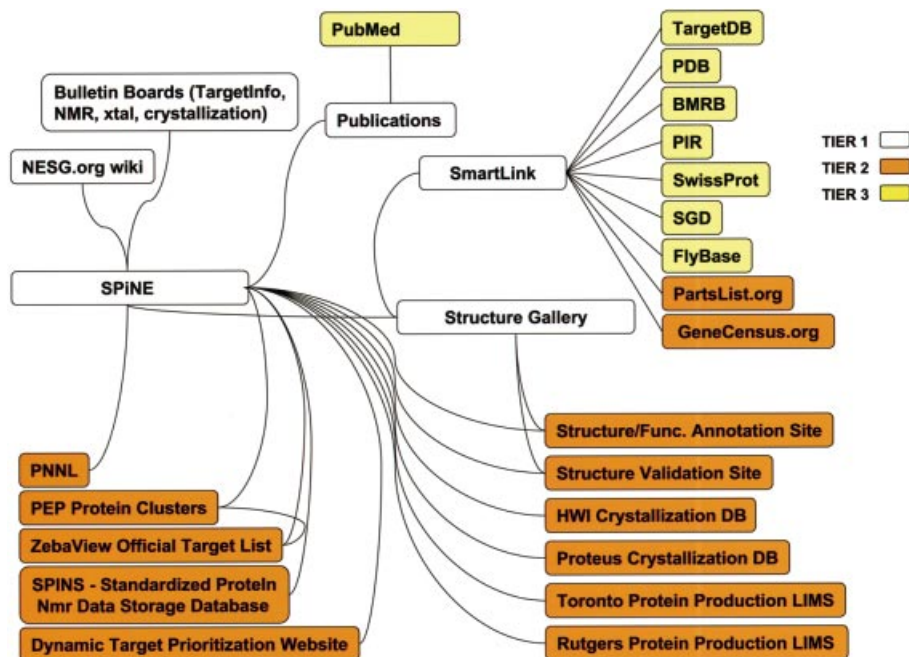 PubMed
Bulletin Boards (TargetInfo,
NMR, xtal, crystallization)
Publications
NESG.org wiki
SPiNE
SmartLink
Structure Gallery
TargetDB
PDB
BMRB
PIR
SwissProt
SGD
FlyBase
PartsList.org
GeneCensus.org
TIER 1
TIER 2
TIER 3
PNNL
PEP Protein Clusters
ZebaView Official Target List
SPINS - Standardized Protein
Nmr Data Storage Database
Dynamic Target Prioritization Website
Structure/Func. Annotation Site
Structure Validation Site
HWI Crystallization DB
Proteus Crystallization DB
Toronto Protein Production LIMS
Rutgers Protein Production LIMS